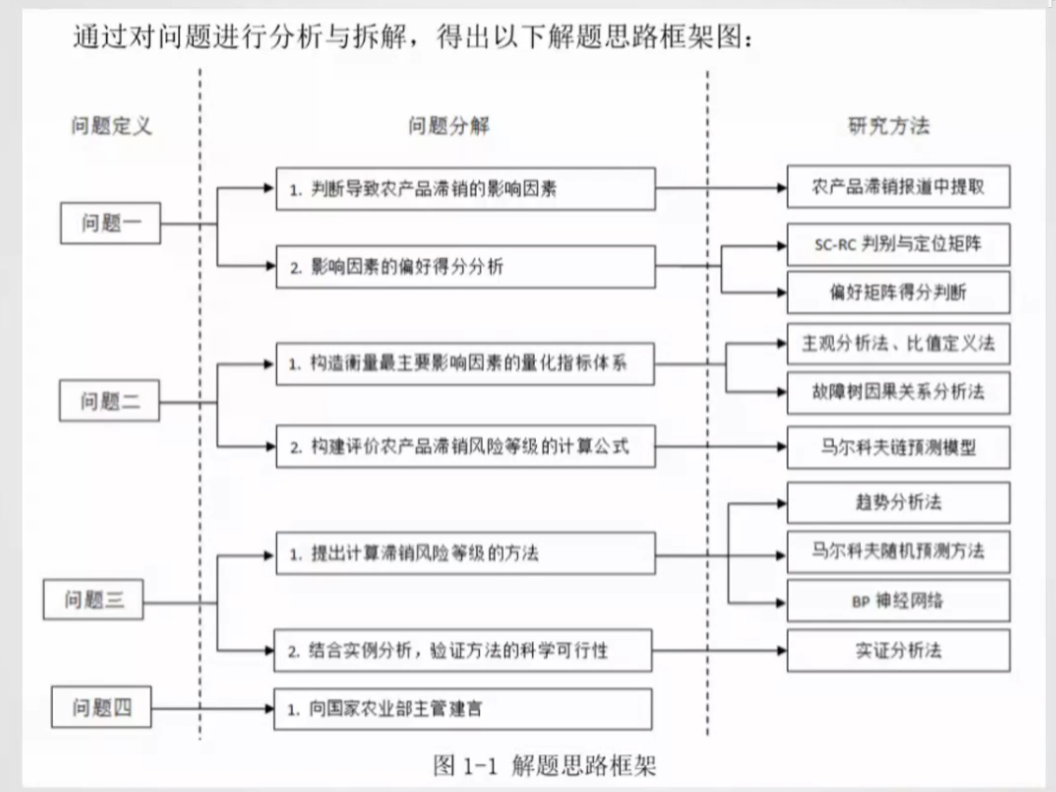 通过对问题进行分析与拆解，得出以下解题思路框架图：
问题定义
问题分解
研究方法
问题一
1. 判断导致农产品滞销的影响因素
农产品滞销报道中提取
2. 影响因素的偏好得分分析
SC-RC 判别与定位矩阵
偏好矩阵得分判断
问题二
1. 构造衡量最主要影响因素的量化指标体系
主观分析法、比值定义法
故障树因果关系分析法
2. 构建评价农产品滞销风险等级的计算公式
马尔科夫链预测模型
问题三
1. 提出计算滞销风险等级的方法
趋势分析法
马尔科夫随机预测方法
BP 神经网络
2. 结合实例分析，验证方法的科学可行性
实证分析法
问题四
1. 向国家农业部主管建言
图 1-1 解题思路框架